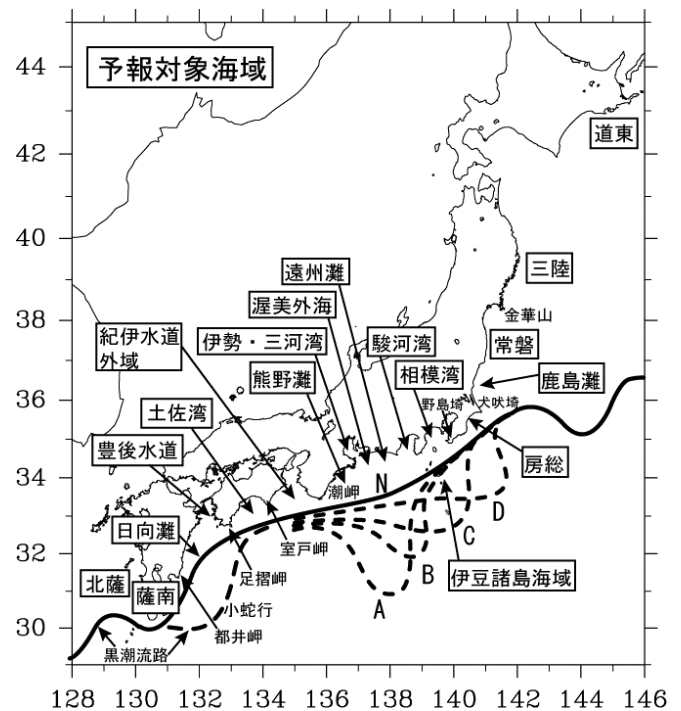 予報対象海域
44
42
40
38
36
34
32
30
128 129 130 132 134 136 138 140 142 144 146
道東
三陸
金華山
常磐
鹿島灘
犬吠埼
野島埼
房総
遠州灘
渥美外海
伊勢・三河湾
駿河湾
相模湾
熊野灘
紀伊水道
外域
土佐湾
豊後水道
日向灘
北薩
薩南
潮岬
室戸岬
足摺岬
都井岬
小蛇行
黒潮流路
伊豆諸島海域
N
A
B
C
D